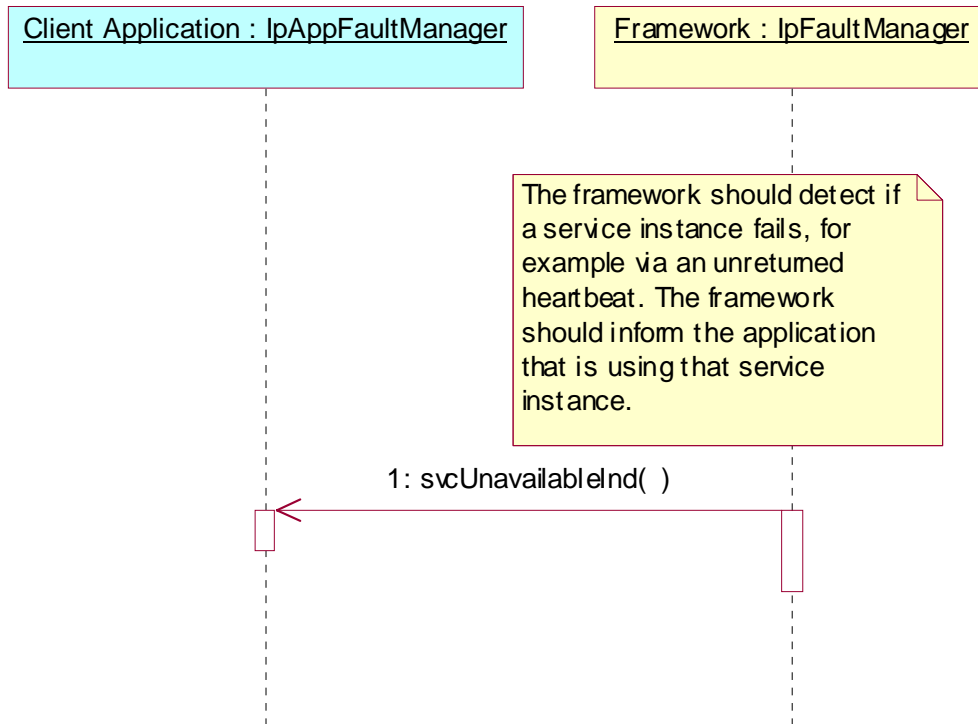 Client Application : IpAppFaultManager
Framework : IpFaultManager
The framework should detect if
a service instance fails, for
example via an unreturned
heartbeat. The framework
should inform the application
that is using that service
instance.
1: svcUnavailableInd( )